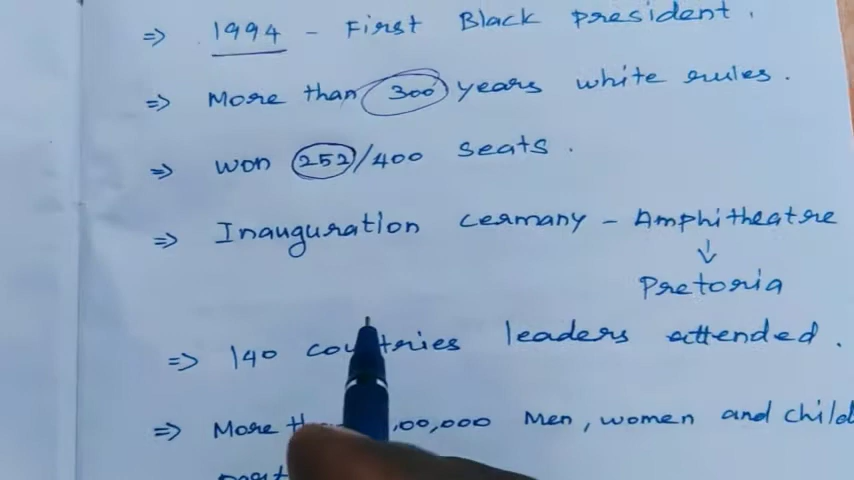 ⇒ 1994 - First Black president.
⇒ More than 300 years white rules.
⇒ won 252/400 seats.
⇒ Inauguration cermany - Amphitheatre
↓
Pretoria
⇒ 140 countries leaders attended.
⇒ More ,00,000 Men, women and child